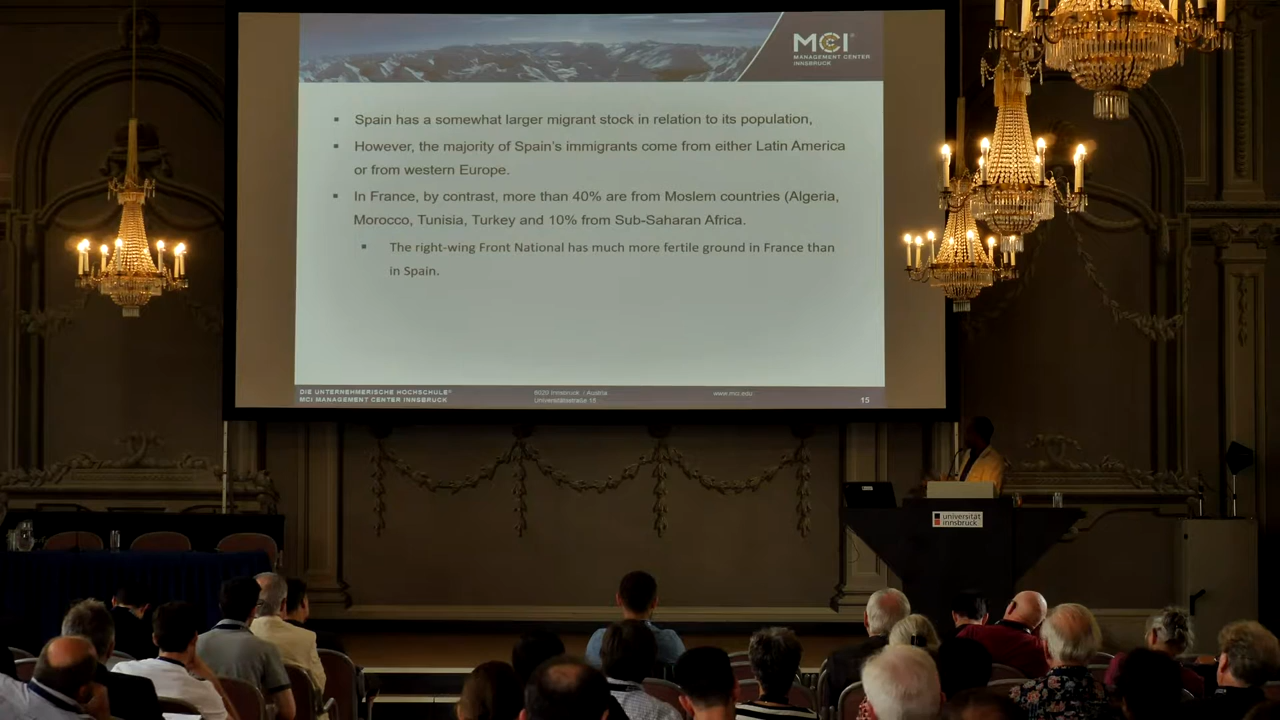 MCI®
MANAGEMENT CENTER
INNSBRUCK
Spain has a somewhat larger migrant stock in relation to its population,
However, the majority of Spain's immigrants come from either Latin America
or from western Europe.
In France, by contrast, more than 40% are from Moslem countries (Algeria,
Morocco, Tunisia, Turkey and 10% from Sub-Saharan Africa.
The right-wing Front National has much more fertile ground in France than
in Spain.
DIE UNTERNEHMERISCHE HOCHSCHULE®
MCI MANAGEMENT CENTER INNSBRUCK
6020 Innsbruck / Austria
Universitätsstraße 15
www.mci.edu
15
universität
innsbruck